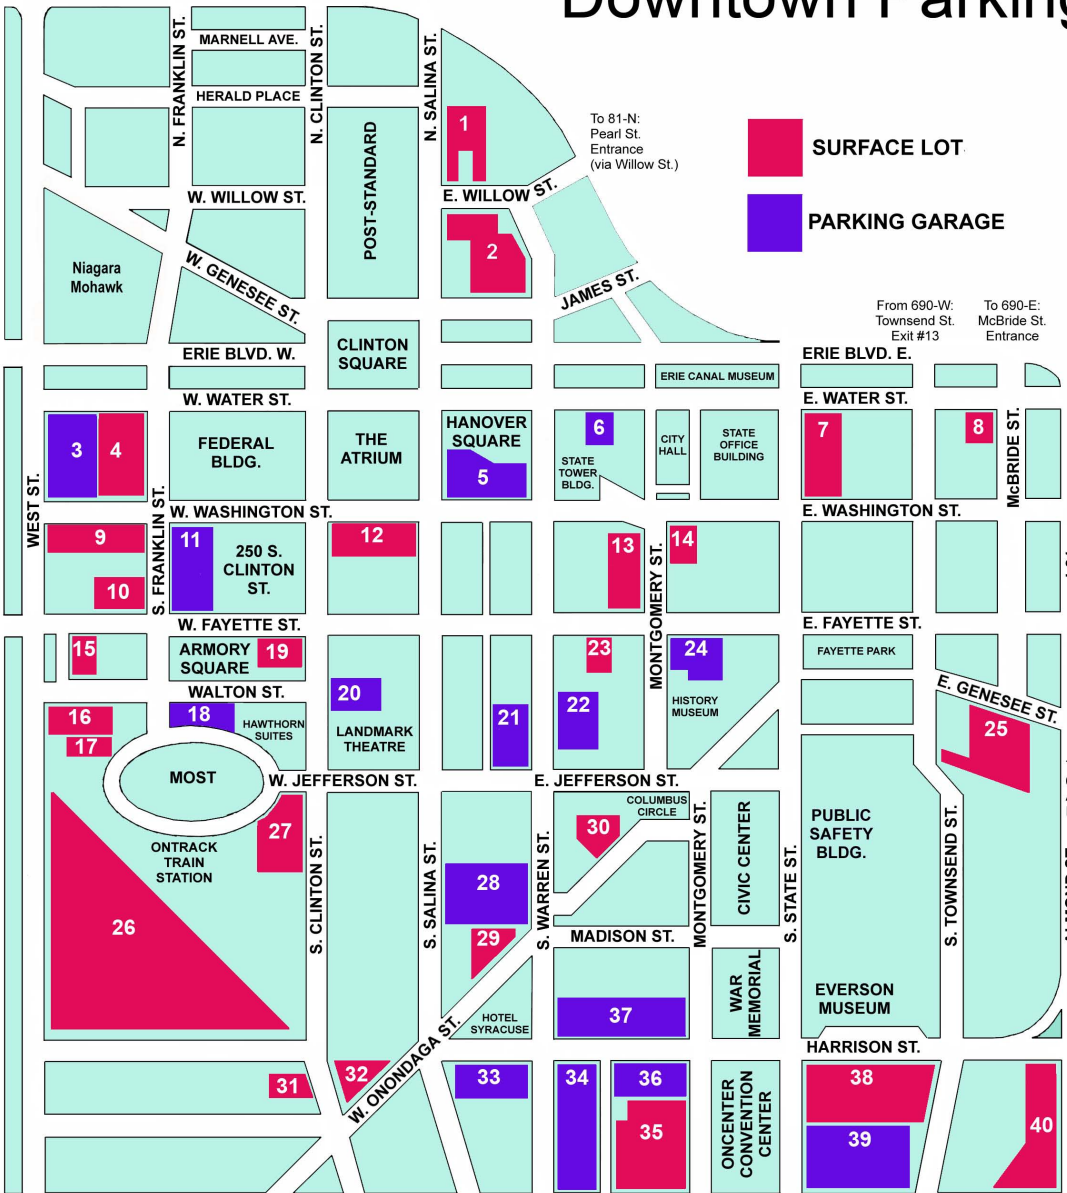 Downtown Parking
MARNELL AVE.
HERALD PLACE
N. FRANKLIN ST.
N. CLINTON ST.
N. SALINA ST.
POST-STANDARD
1
To 81-N:
Pearl St.
Entrance
(via Willow St.)
SURFACE LOT
PARKING GARAGE
W. WILLOW ST.
E. WILLOW ST.
2
Niagara
Mohawk
W. GENESEE ST.
JAMES ST.
From 690-W:
Townsend St.
Exit #13
To 690-E:
McBride St.
Entrance
CLINTON
SQUARE
ERIE BLVD. W.
ERIE BLVD. E.
ERIE CANAL MUSEUM
W. WATER ST.
E. WATER ST.
3
4
FEDERAL
BLDG.
THE
ATRIUM
HANOVER
SQUARE
5
6
STATE
TOWER
BLDG.
CITY
HALL
STATE
OFFICE
BUILDING
7
8
McBRIDE ST.
WEST ST.
S. FRANKLIN ST.
W. WASHINGTON ST.
E. WASHINGTON ST.
9
10
11
250 S.
CLINTON
ST.
12
13
14
MONTGOMERY ST.
W. FAYETTE ST.
E. FAYETTE ST.
15
ARMORY
SQUARE
19
23
24
FAYETTE PARK
WALTON ST.
E. GENESEE ST.
16
17
18
HAWTHORN
SUITES
20
LANDMARK
THEATRE
21
22
HISTORY
MUSEUM
25
MOST
W. JEFFERSON ST.
E. JEFFERSON ST.
COLUMBUS
CIRCLE
27
30
ONTRACK
TRAIN
STATION
26
S. CLINTON ST.
S. SALINA ST.
28
29
S. WARREN ST.
MONTGOMERY ST.
CIVIC CENTER
S. STATE ST.
PUBLIC
SAFETY
BLDG.
S. TOWNSEND ST.
MADISON ST.
WAR
MEMORIAL
EVERSON
MUSEUM
37
HOTEL
SYRACUSE
W. ONONDAGA ST.
HARRISON ST.
31
32
33
34
36
35
ONCENTER
CONVENTION
CENTER
38
39
40